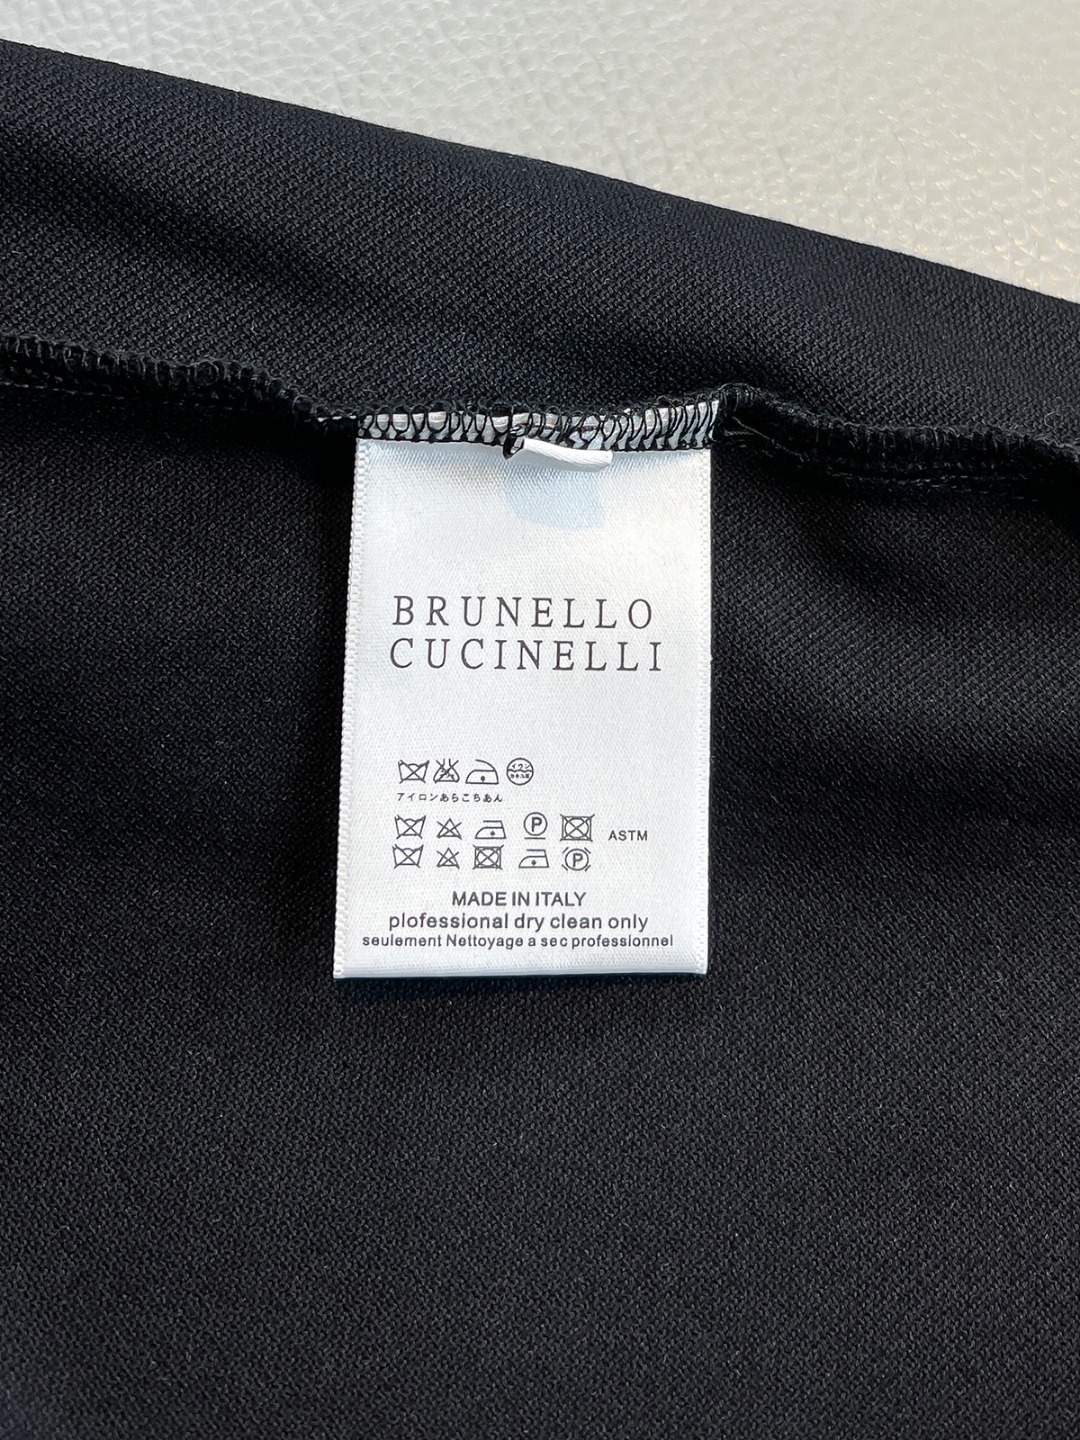 BRUNELLO
CUCINELLI
アイロンあらこちあん
P ASTM
P
MADE IN ITALY
plofessional dry clean only
seulement Nettoyage a sec professionnel